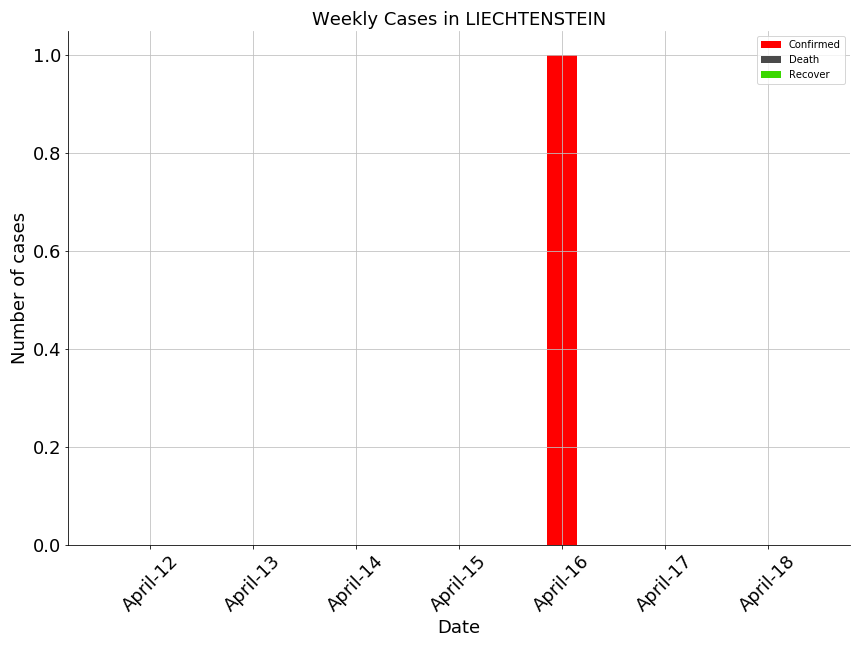 Weekly Cases in LIECHTENSTEIN
Confirmed
Death
Recover
Number of cases
1.0
0.8
0.6
0.4
0.2
0.0
April-12
April-13
April-14
April-15
April-16
April-17
April-18
Date